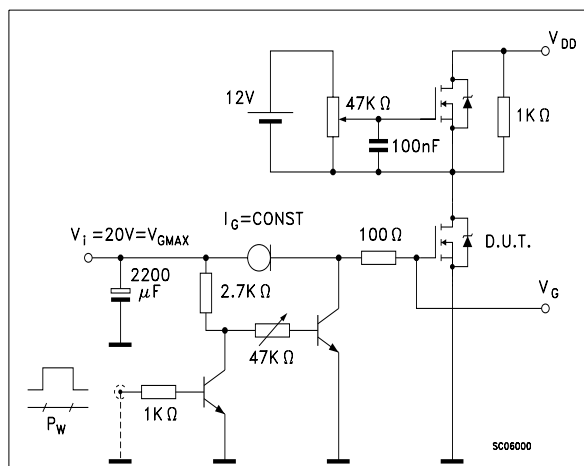 V_DD
12V
47K Ω
1K Ω
100nF
I_G=CONST
V_i =20V=V_GMAX
100 Ω
D.U.T.
2200
μF
2.7K Ω
V_G
47K Ω
1K Ω
P_W
SC06000